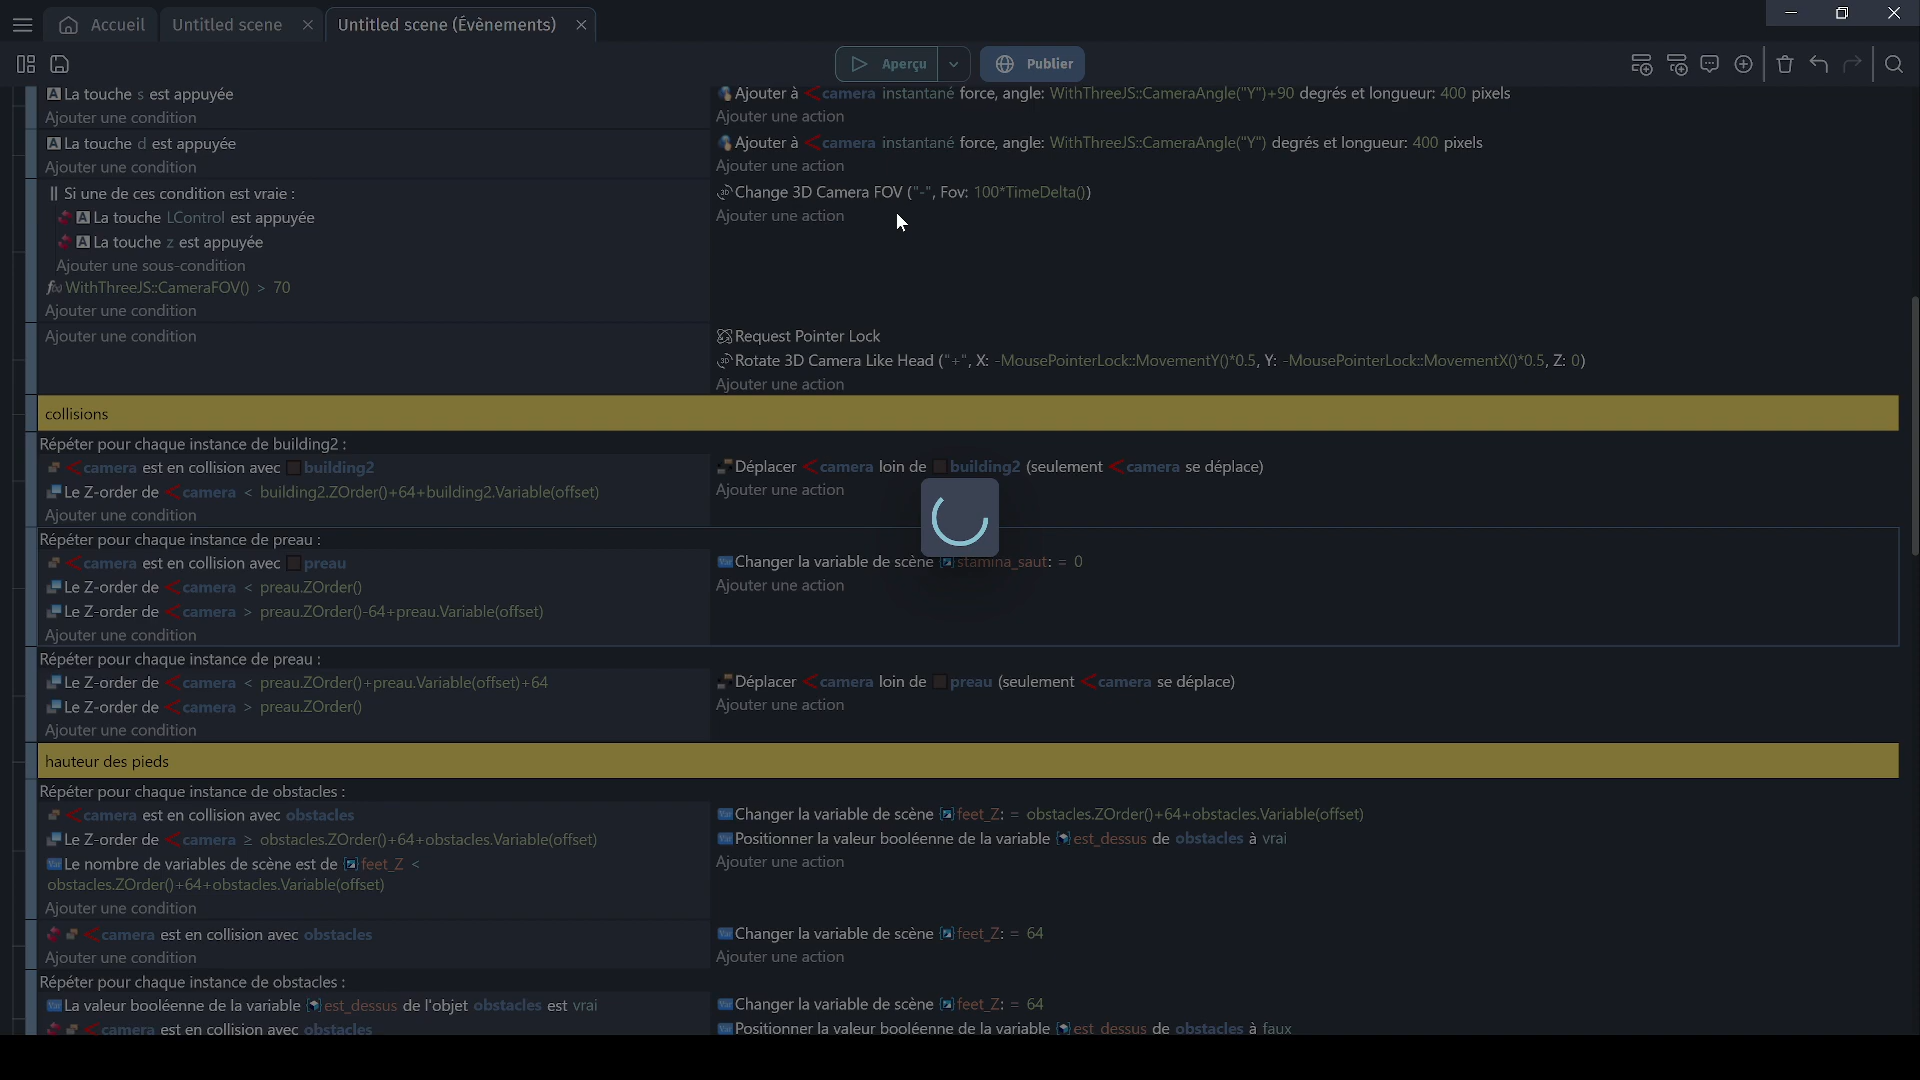 Accueil
Untitled scene
Untitled scene (Évènements)
Aperçu
Publier
La touche s est appuyée
Ajouter une condition
Ajouter à camera instantané force, angle: WithThreeJS::CameraAngle("Y")+90 degrés et longueur: 400 pixels
Ajouter une action
La touche d est appuyée
Ajouter une condition
Ajouter à camera instantané force, angle: WithThreeJS::CameraAngle("Y") degrés et longueur: 400 pixels
Ajouter une action
Si une de ces condition est vraie :
La touche LControl est appuyée
La touche z est appuyée
Ajouter une sous-condition
WithThreeJS::CameraFOV() > 70
Ajouter une condition
Change 3D Camera FOV ("-", Fov: 100*TimeDelta())
Ajouter une action
Ajouter une condition
Request Pointer Lock
Rotate 3D Camera Like Head ("+", X: -MousePointerLock::MovementY()*0.5, Y: -MousePointerLock::MovementX()*0.5, Z: 0)
Ajouter une action
collisions
Répéter pour chaque instance de building2 :
camera est en collision avec building2
Le Z-order de camera < building2.ZOrder()+64+building2.Variable(offset)
Ajouter une condition
Déplacer camera loin de building2 (seulement camera se déplace)
Ajouter une action
Répéter pour chaque instance de preau :
camera est en collision avec preau
Le Z-order de camera < preau.ZOrder()
Le Z-order de camera > preau.ZOrder()-64+preau.Variable(offset)
Ajouter une condition
Changer la variable de scène stamina_saut: = 0
Ajouter une action
Répéter pour chaque instance de preau :
Le Z-order de camera < preau.ZOrder()+preau.Variable(offset)+64
Le Z-order de camera > preau.ZOrder()
Ajouter une condition
Déplacer camera loin de preau (seulement camera se déplace)
Ajouter une action
hauteur des pieds
Répéter pour chaque instance de obstacles :
camera est en collision avec obstacles
Le Z-order de camera ≥ obstacles.ZOrder()+64+obstacles.Variable(offset)
Le nombre de variables de scène est de feet_Z <
obstacles.ZOrder()+64+obstacles.Variable(offset)
Ajouter une condition
Changer la variable de scène feet_Z: = obstacles.ZOrder()+64+obstacles.Variable(offset)
Positionner la valeur booléenne de la variable est_dessus de obstacles à vrai
Ajouter une action
camera est en collision avec obstacles
Ajouter une condition
Changer la variable de scène feet_Z: = 64
Ajouter une action
Répéter pour chaque instance de obstacles :
La valeur booléenne de la variable est_dessus de l'objet obstacles est vrai
camera est en collision avec obstacles
Changer la variable de scène feet_Z: = 64
Positionner la valeur booléenne de la variable est_dessus de obstacles à faux